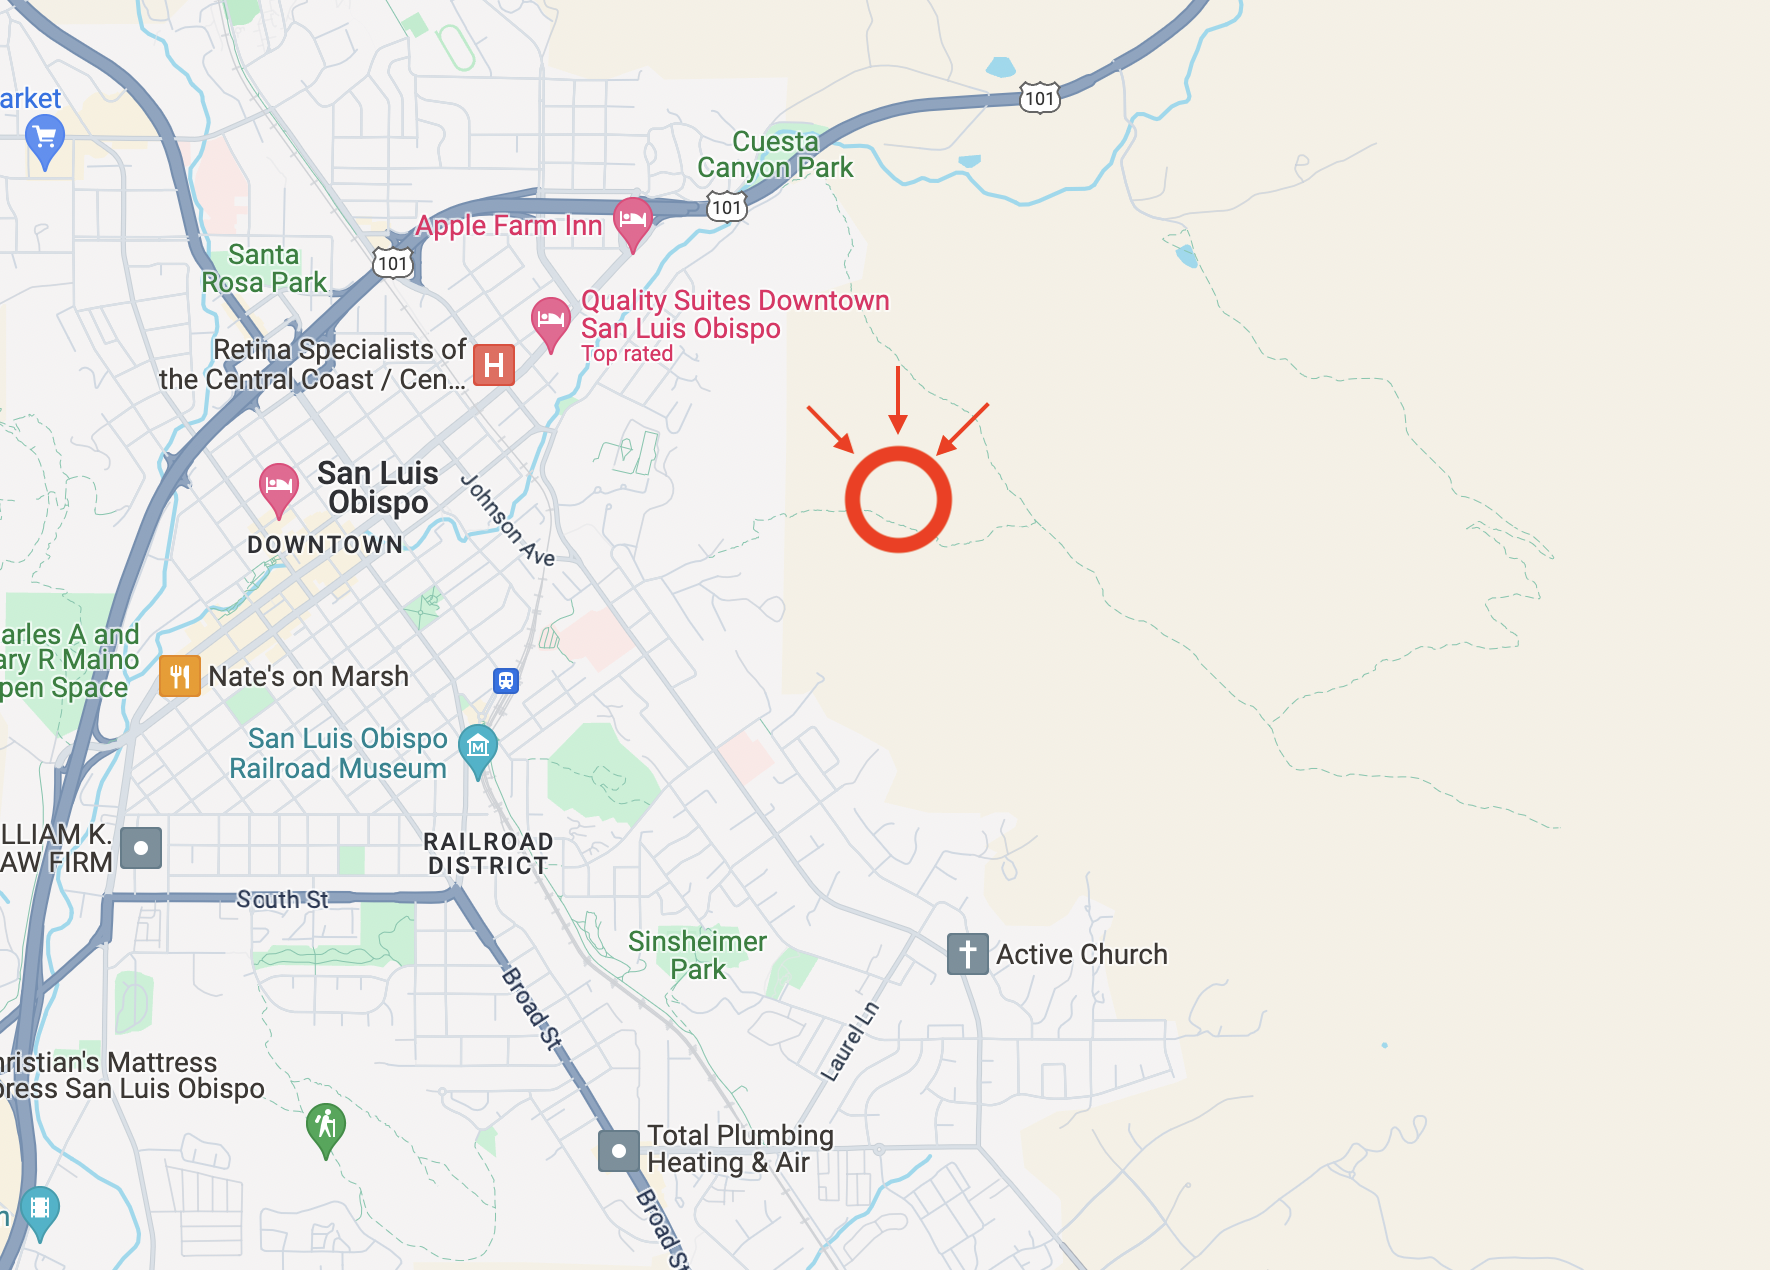 101
arket
Cuesta
Canyon Park
101
Apple Farm Inn
101
Santa
Rosa Park
Quality Suites Downtown
San Luis Obispo
Top rated
Retina Specialists of
the Central Coast / Cen...
H
San Luis
Obispo
Johnson Ave
DOWNTOWN
arles A and
ary R Maino
pen Space
Nate's on Marsh
San Luis Obispo
Railroad Museum
M
LLIAM K.
AW FIRM
RAILROAD
DISTRICT
South St
Sinsheimer
Park
Active Church
Broad St
Laurel Ln
hristian's Mattress
press San Luis Obispo
Total Plumbing
Heating & Air
Broad St
n